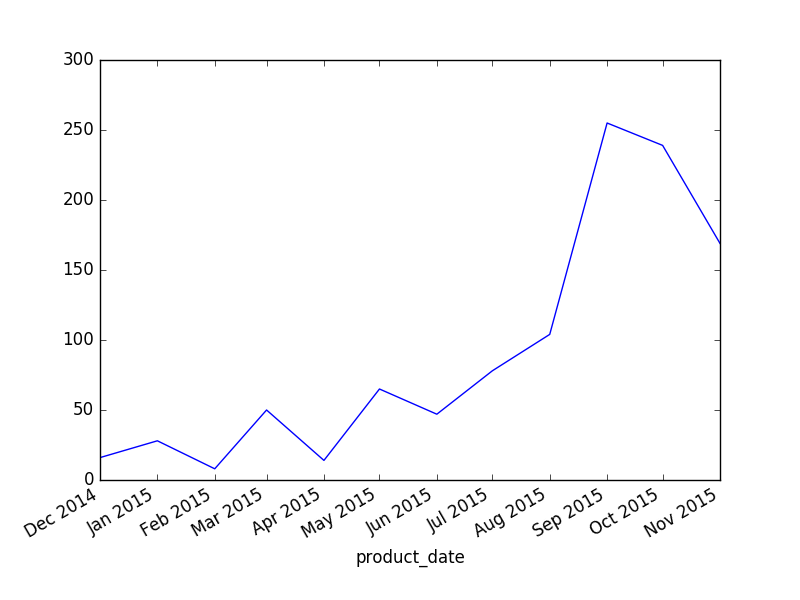 300
250
200
150
100
50
0
Dec 2014
Jan 2015
Feb 2015
Mar 2015
Apr 2015
May 2015
Jun 2015
Jul 2015
Aug 2015
Sep 2015
Oct 2015
Nov 2015
product_date